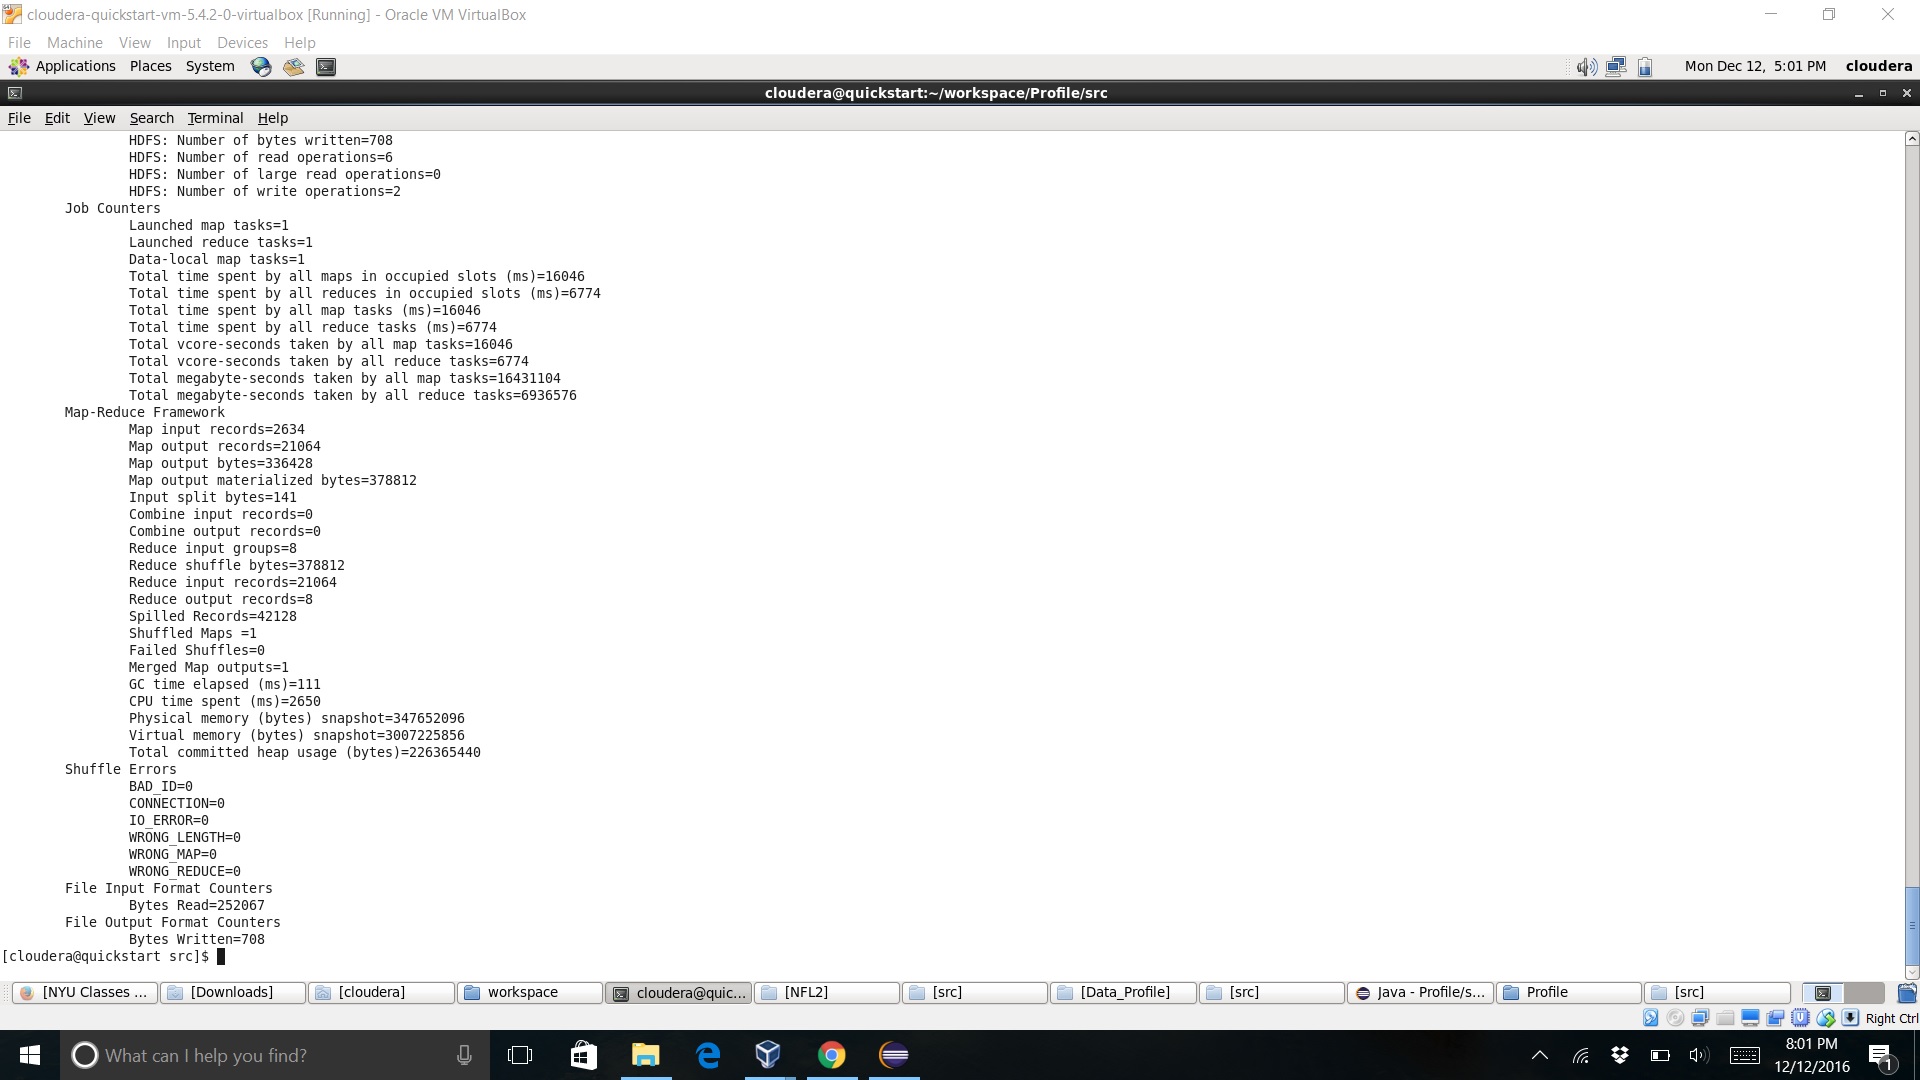 cloudera-quickstart-vm-5.4.2-0-virtualbox [Running] - Oracle VM VirtualBox
File Machine View Input Devices Help
Applications Places System Mon Dec 12, 5:01 PM cloudera
cloudera@quickstart:~/workspace/Profile/src
File Edit View Search Terminal Help
HDFS: Number of bytes written=708
HDFS: Number of read operations=6
HDFS: Number of large read operations=0
HDFS: Number of write operations=2
Job Counters
Launched map tasks=1
Launched reduce tasks=1
Data-local map tasks=1
Total time spent by all maps in occupied slots (ms)=16046
Total time spent by all reduces in occupied slots (ms)=6774
Total time spent by all map tasks (ms)=16046
Total time spent by all reduce tasks (ms)=6774
Total vcore-seconds taken by all map tasks=16046
Total vcore-seconds taken by all reduce tasks=6774
Total megabyte-seconds taken by all map tasks=16431104
Total megabyte-seconds taken by all reduce tasks=6936576
Map-Reduce Framework
Map input records=2634
Map output records=21064
Map output bytes=336428
Map output materialized bytes=378812
Input split bytes=141
Combine input records=0
Combine output records=0
Reduce input groups=8
Reduce shuffle bytes=378812
Reduce input records=21064
Reduce output records=8
Spilled Records=42128
Shuffled Maps =1
Failed Shuffles=0
Merged Map outputs=1
GC time elapsed (ms)=111
CPU time spent (ms)=2650
Physical memory (bytes) snapshot=347652096
Virtual memory (bytes) snapshot=3007225856
Total committed heap usage (bytes)=226365440
Shuffle Errors
BAD_ID=0
CONNECTION=0
IO_ERROR=0
WRONG_LENGTH=0
WRONG_MAP=0
WRONG_REDUCE=0
File Input Format Counters
Bytes Read=252067
File Output Format Counters
Bytes Written=708
[cloudera@quickstart src]$
[NYU Classes ... [Downloads] [cloudera] workspace cloudera@quic... [NFL2] [src] [Data_Profile] [src] Java - Profile/s... Profile [src]
Right Ctrl
What can I help you find? 8:01 PM
12/12/2016 1